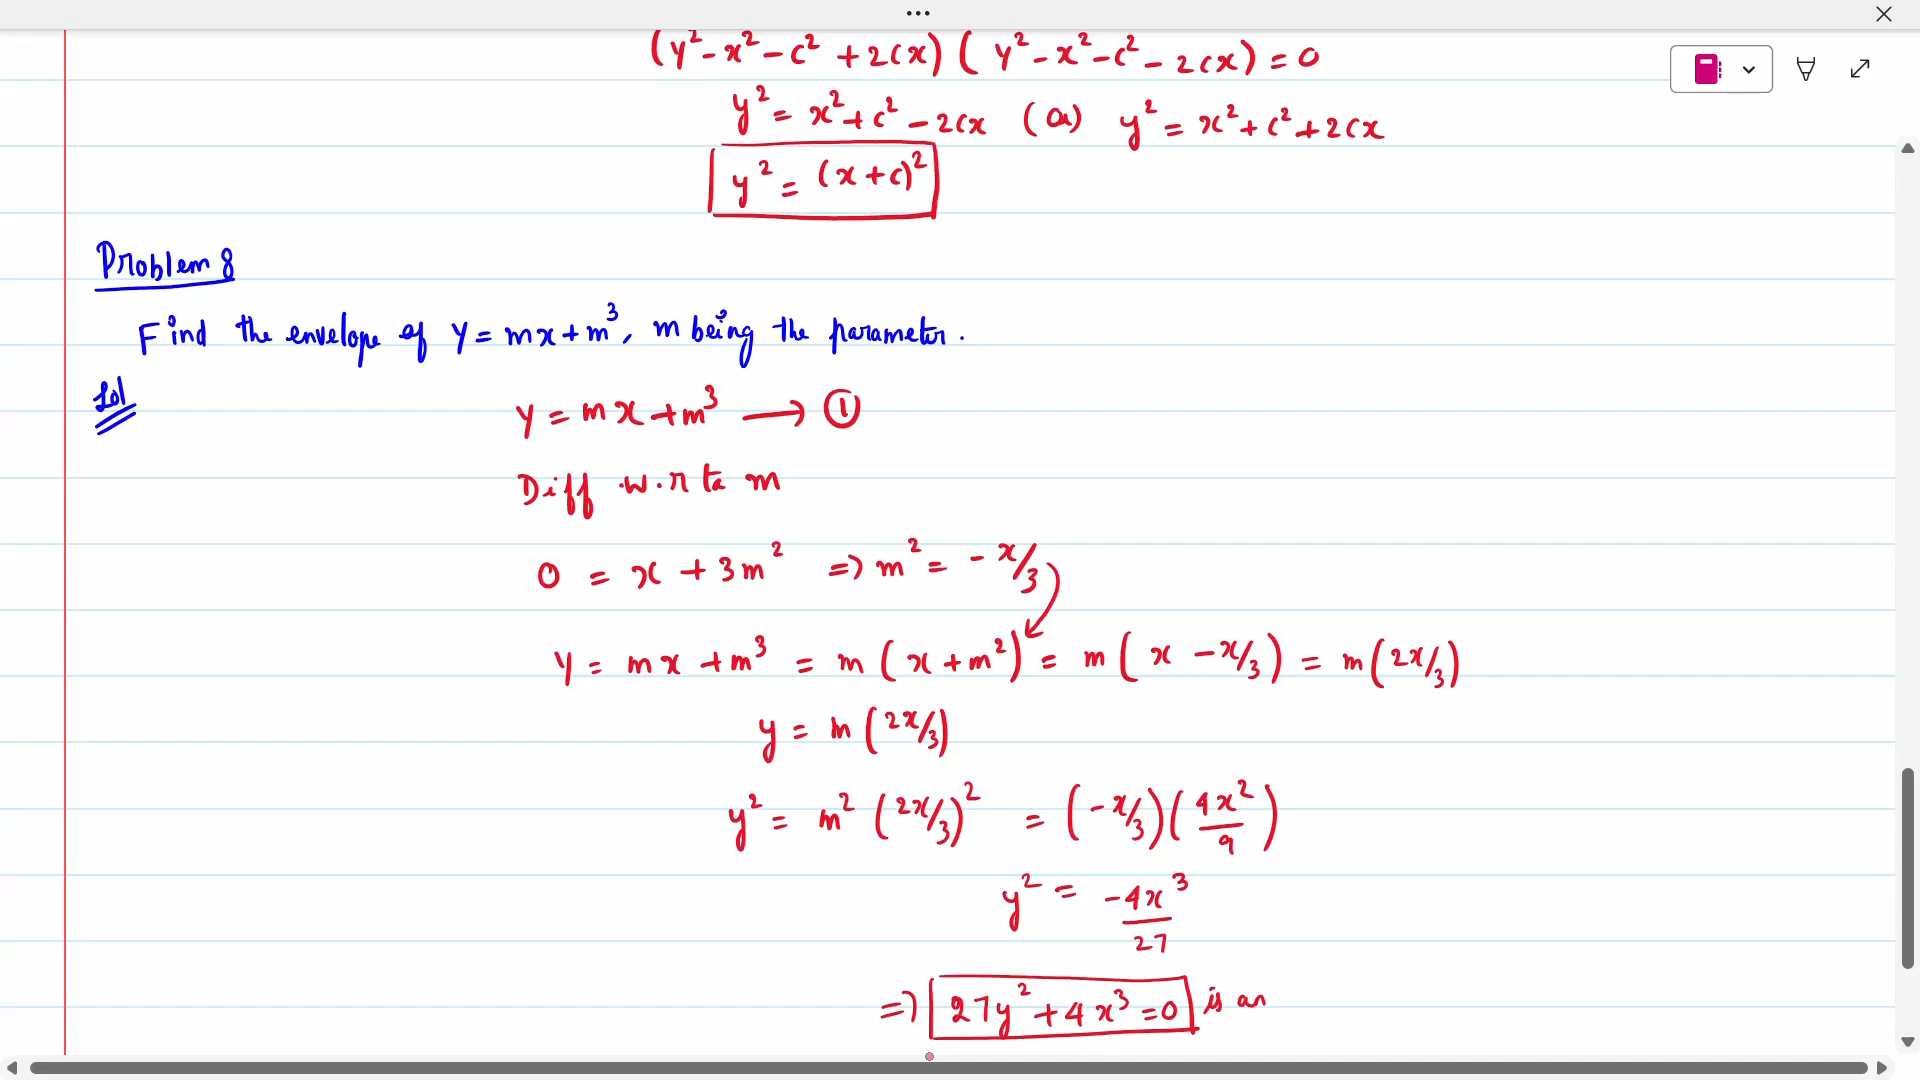 (y²-x²-c²+2cx)(y²-x²-c²-2cx)=0
y²=x²+c²-2cx (or) y²=x²+c²+2cx
y²=(x+c)²
Problem 8
Find the envelope of y=mx+m³, m being the parameter.
Sol
y=mx+m³ → ①
Diff w.r to m
0 = x + 3m² ⇒ m² = -x/3
y = mx+m³ = m(x+m²) = m(x-x/3) = m(2x/3)
y = m(2x/3)
y² = m²(2x/3)² = (-x/3)(4x²/9)
y² = -4x³/27
⇒ 27y²+4x³=0 is an